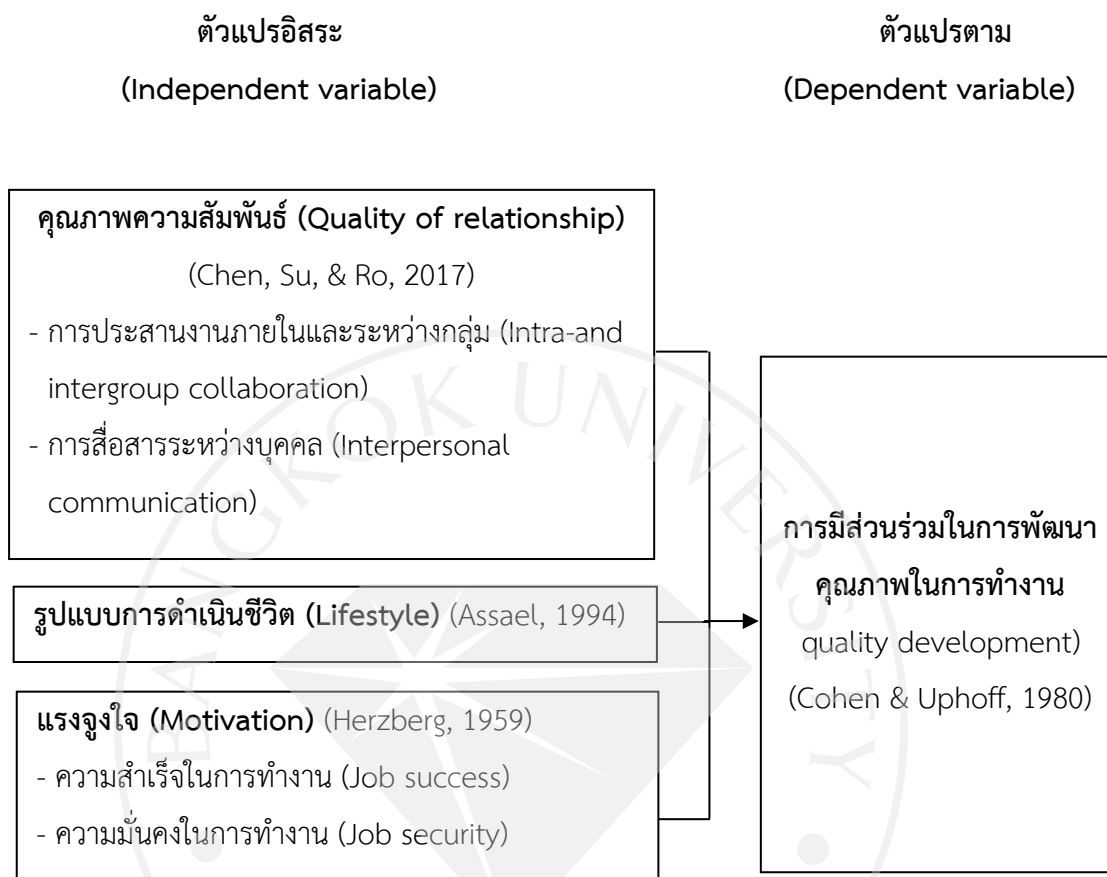 ตัวแปรอิสระ
(Independent variable)
ตัวแปรตาม
(Dependent variable)
คุณภาพความสัมพันธ์ (Quality of relationship)
(Chen, Su, & Ro, 2017)
- การประสานงานภายในและระหว่างกลุ่ม (Intra-and
intergroup collaboration)
- การสื่อสารระหว่างบุคคล (Interpersonal
communication)
รูปแบบการดำเนินชีวิต (Lifestyle) (Assael, 1994)
แรงจูงใจ (Motivation) (Herzberg, 1959)
- ความสำเร็จในการทำงาน (Job success)
- ความมั่นคงในการทำงาน (Job security)
การมีส่วนร่วมในการพัฒนา
คุณภาพในการทำงาน
quality development)
(Cohen & Uphoff, 1980)
BANGKOK UNIVERSITY